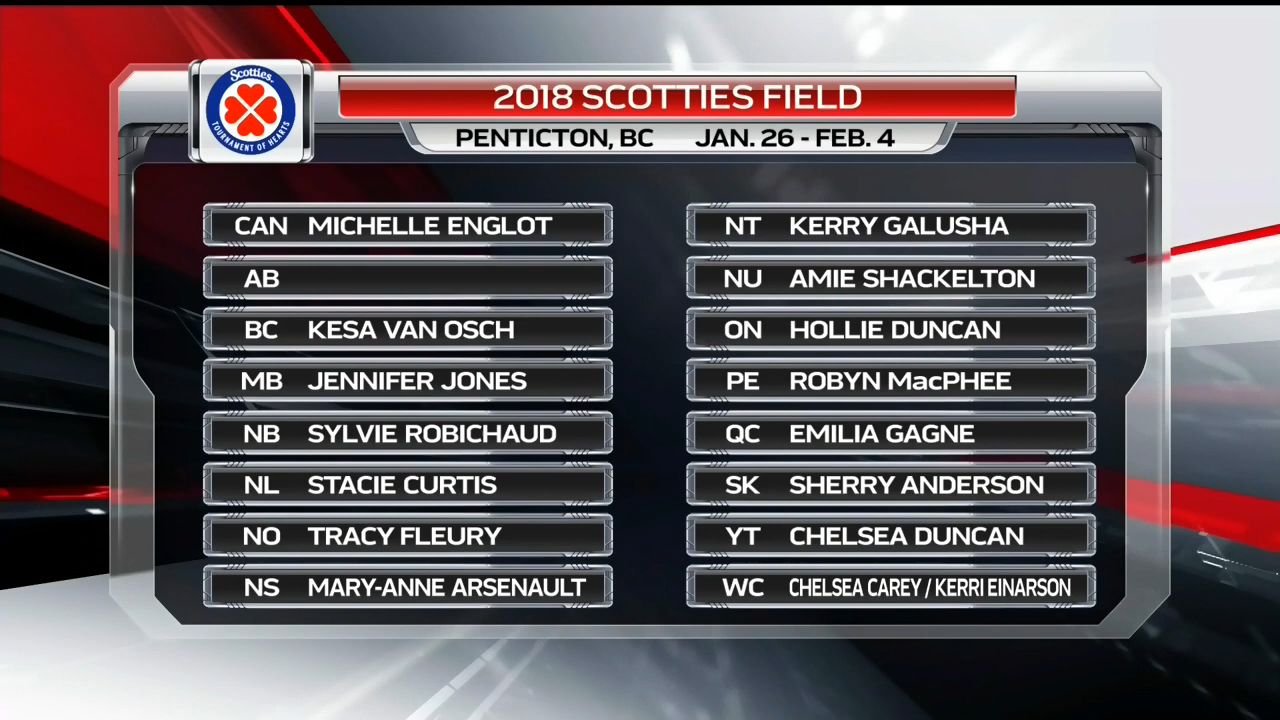 Scotties
TOURNAMENT OF HEARTS
2018 SCOTTIES FIELD
PENTICTON, BC JAN. 26 - FEB. 4
CAN MICHELLE ENGLOT
AB
BC KESA VAN OSCH
MB JENNIFER JONES
NB SYLVIE ROBICHAUD
NL STACIE CURTIS
NO TRACY FLEURY
NS MARY-ANNE ARSENAULT
NT KERRY GALUSHA
NU AMIE SHACKELTON
ON HOLLIE DUNCAN
PE ROBYN MacPHEE
QC EMILIA GAGNE
SK SHERRY ANDERSON
YT CHELSEA DUNCAN
WC CHELSEA CAREY / KERRI EINARSON